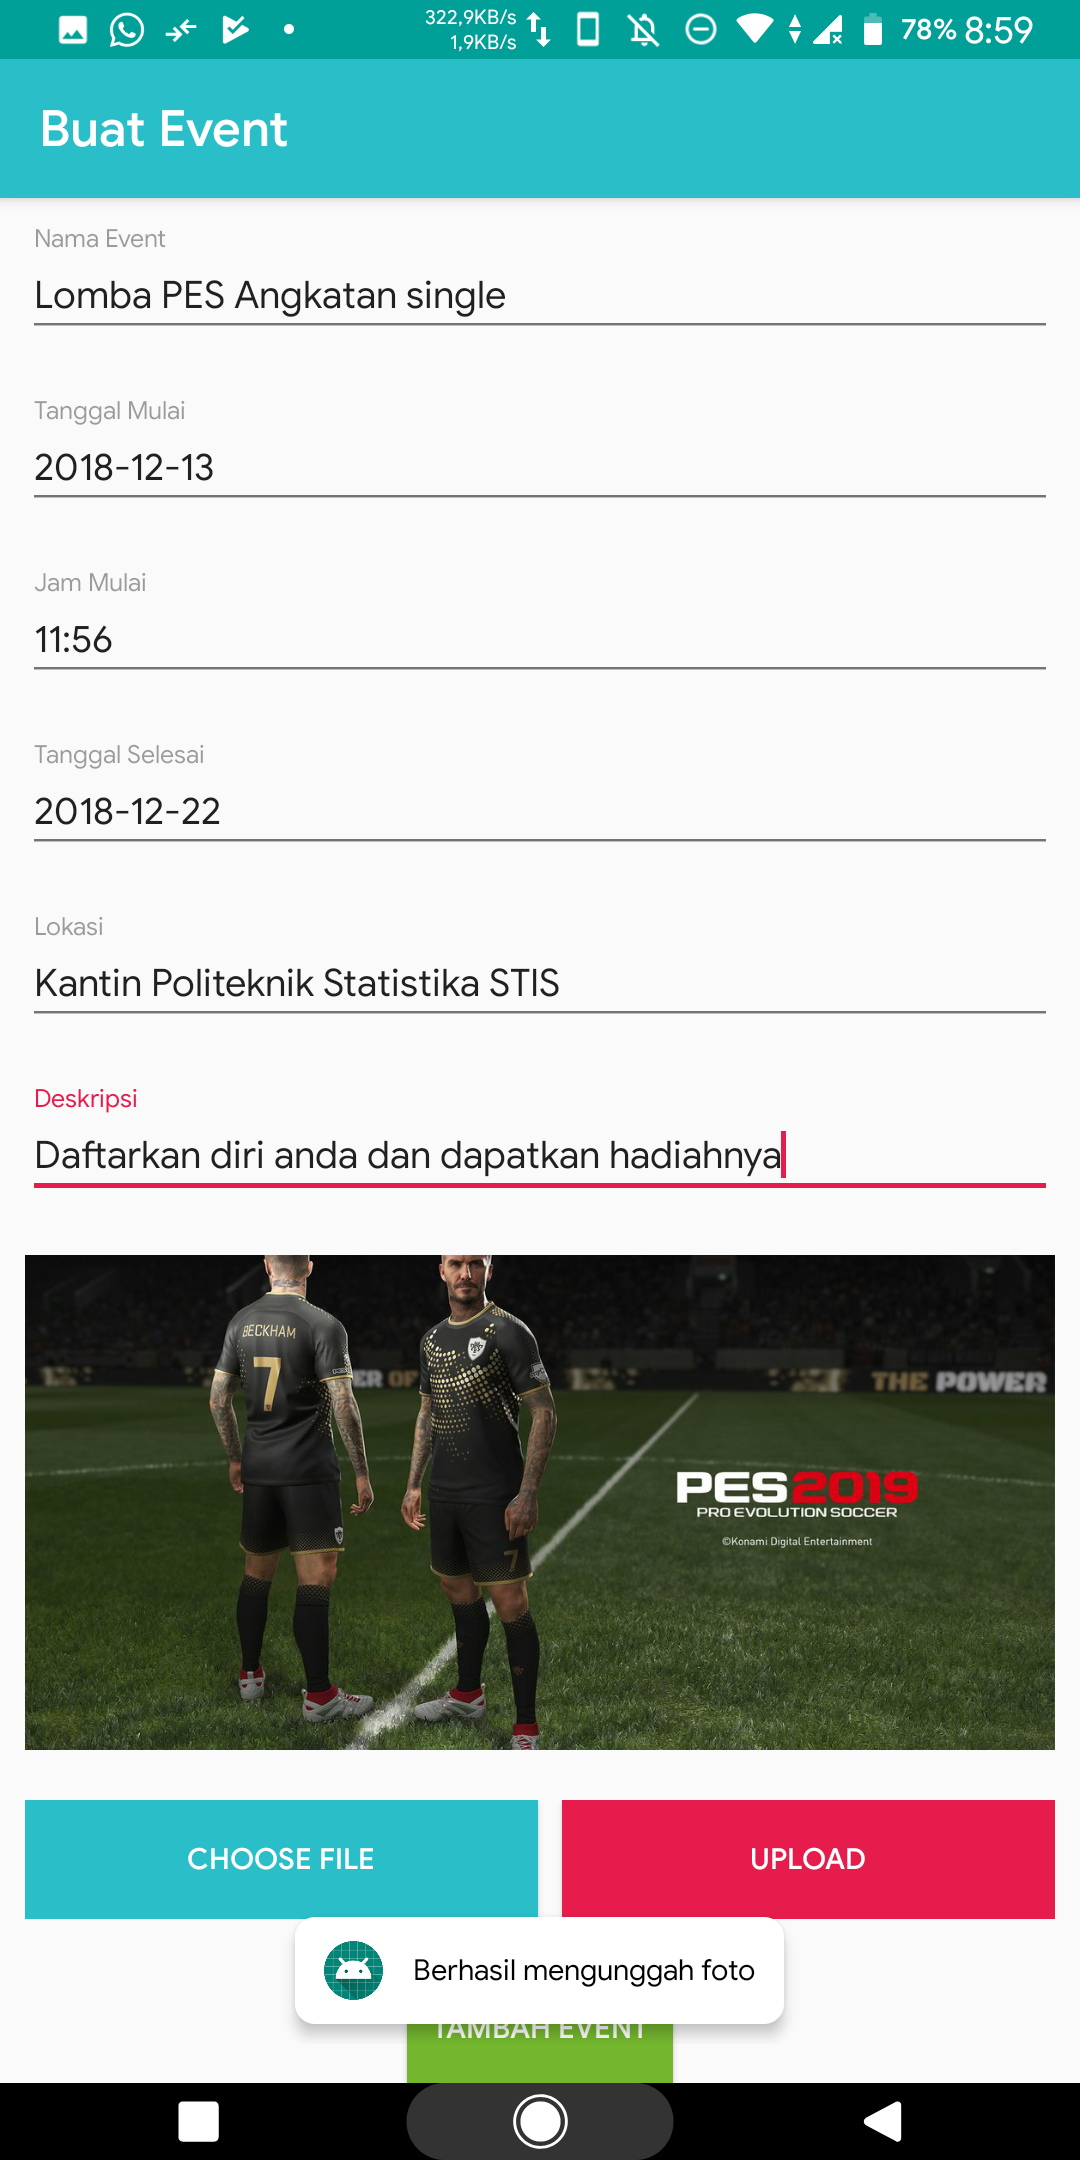 322,9KB/s
1,9KB/s
78% 8:59
Buat Event
Nama Event
Lomba PES Angkatan single
Tanggal Mulai
2018-12-13
Jam Mulai
11:56
Tanggal Selesai
2018-12-22
Lokasi
Kantin Politeknik Statistika STIS
Deskripsi
Daftarkan diri anda dan dapatkan hadiahnya
BECKHAM
7
ER OF
THE POWER
PES2019
PRO EVOLUTION SOCCER
©Konami Digital Entertainment
7
CHOOSE FILE
UPLOAD
Berhasil mengunggah foto
TAMBAH EVENT